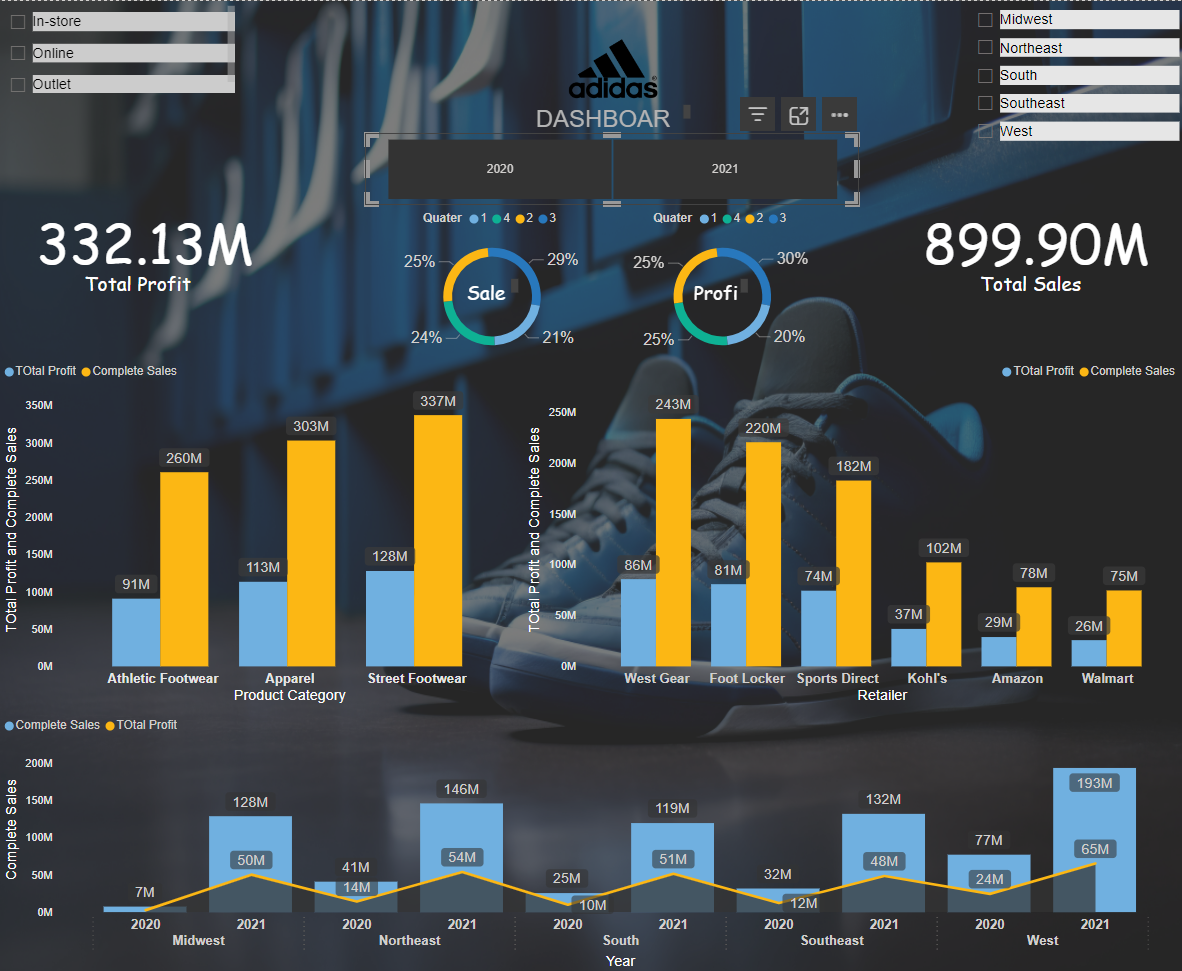 In-store
Online
Outlet
Midwest
Northeast
South
Southeast
West
adidas®
DASHBOAR
2020 2021
332.13M
Total Profit
899.90M
Total Sales
Quater 1 4 2 3
25% 29%
Sale
24% 21%
Quater 1 4 2 3
25% 30%
Profi
25% 20%
TOtal Profit Complete Sales
TOtal Profit and Complete Sales
350M
300M
250M
200M
150M
100M
50M
0M
91M 260M 113M 303M 128M 337M
Athletic Footwear Apparel Street Footwear
Product Category
TOtal Profit Complete Sales
TOtal Profit and Complete Sales
250M
200M
150M
100M
50M
0M
86M 243M 81M 220M 74M 182M 37M 102M 29M 78M 26M 75M
West Gear Foot Locker Sports Direct Kohl's Amazon Walmart
Retailer
Complete Sales TOtal Profit
Complete Sales
200M
150M
100M
50M
0M
7M 128M 41M 146M 25M 119M 32M 132M 77M 193M
50M 14M 54M 10M 51M 12M 48M 24M 65M
2020 2021 2020 2021 2020 2021 2020 2021 2020 2021
Midwest Northeast South Southeast West
Year